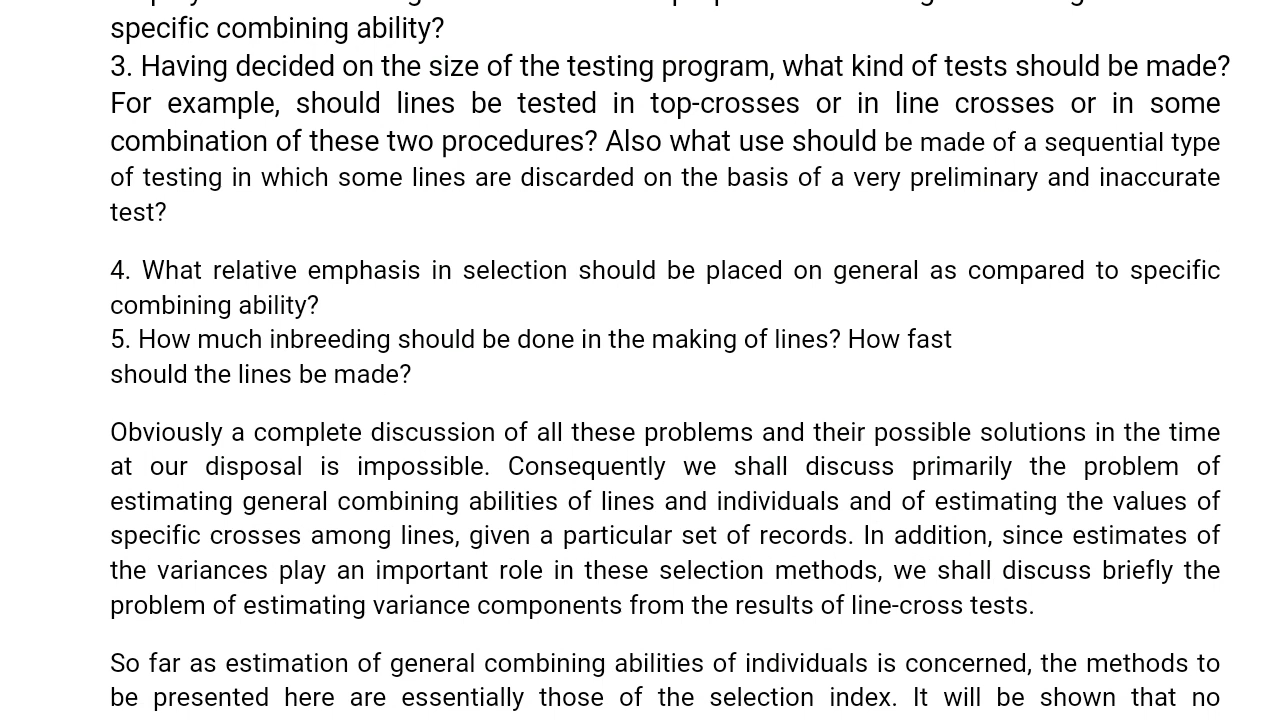 specific combining ability?
3. Having decided on the size of the testing program, what kind of tests should be made?
For example, should lines be tested in top-crosses or in line crosses or in some
combination of these two procedures? Also what use should be made of a sequential type
of testing in which some lines are discarded on the basis of a very preliminary and inaccurate
test?
4. What relative emphasis in selection should be placed on general as compared to specific
combining ability?
5. How much inbreeding should be done in the making of lines? How fast
should the lines be made?
Obviously a complete discussion of all these problems and their possible solutions in the time
at our disposal is impossible. Consequently we shall discuss primarily the problem of
estimating general combining abilities of lines and individuals and of estimating the values of
specific crosses among lines, given a particular set of records. In addition, since estimates of
the variances play an important role in these selection methods, we shall discuss briefly the
problem of estimating variance components from the results of line-cross tests.
So far as estimation of general combining abilities of individuals is concerned, the methods to
be presented here are essentially those of the selection index. It will be shown that no